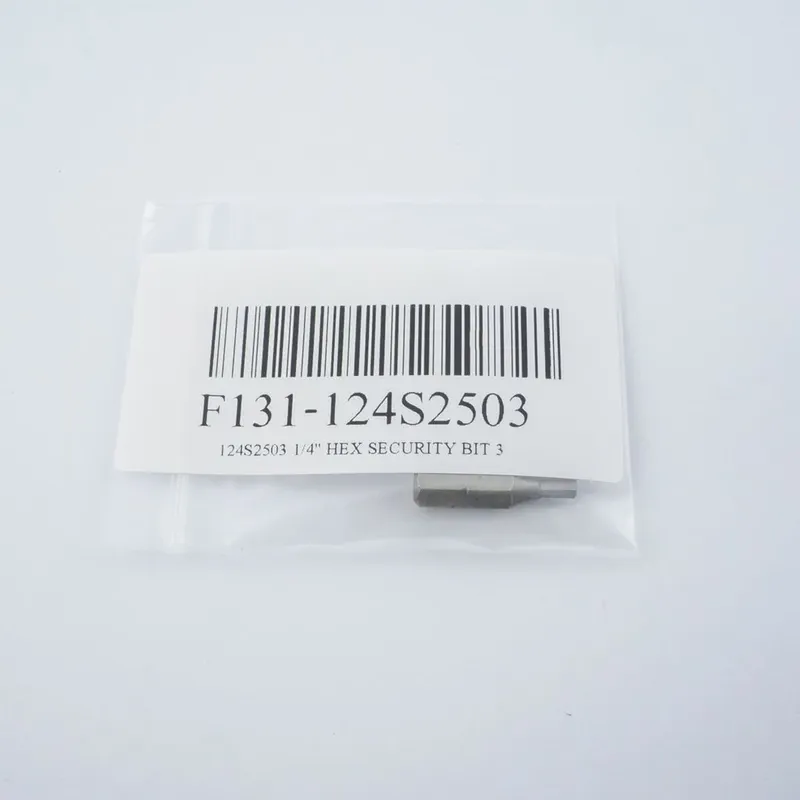 F131-124S2503
124S2503 1/4" HEX SECURITY BIT 3